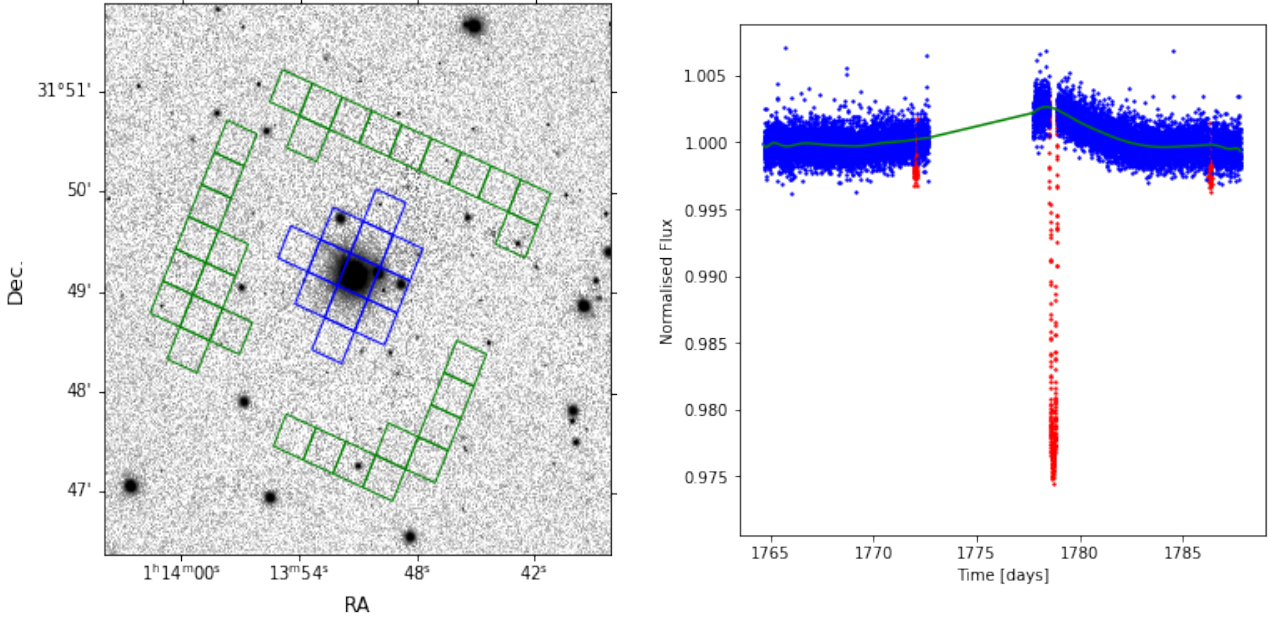 31°51'
50'
49'
48'
47'
Dec.
1ʰ14ᵐ00ˢ
13ᵐ54ˢ
48ˢ
42ˢ
RA
1.005
1.000
0.995
0.990
0.985
0.980
0.975
Normalised Flux
1765
1770
1775
1780
1785
Time [days]